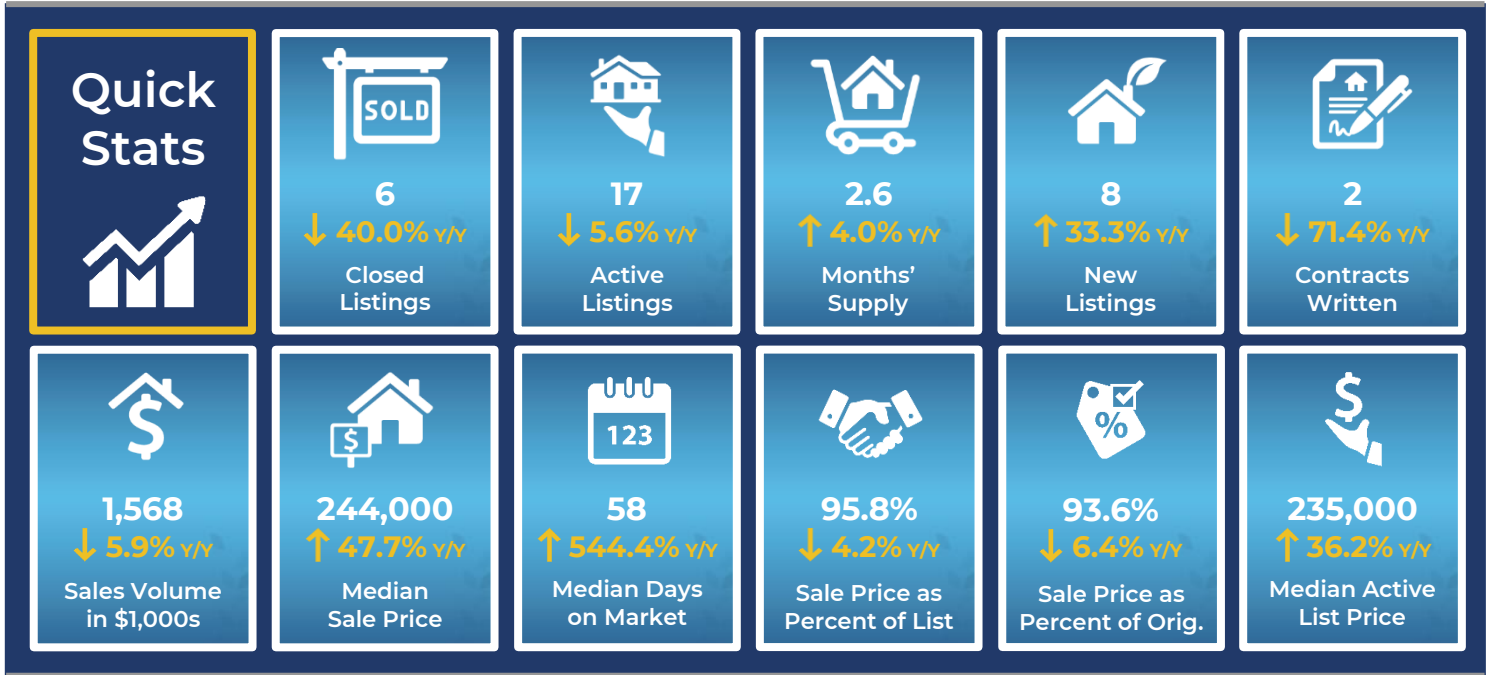 Quick
Stats
SOLD
6
↓ 40.0% Y/Y
Closed
Listings
17
↓ 5.6% Y/Y
Active
Listings
2.6
↑ 4.0% Y/Y
Months’
Supply
8
↑ 33.3% Y/Y
New
Listings
2
↓ 71.4% Y/Y
Contracts
Written
$
1,568
↓ 5.9% Y/Y
Sales Volume
in $1,000s
$
244,000
↑ 47.7% Y/Y
Median
Sale Price
123
58
↑ 544.4% Y/Y
Median Days
on Market
95.8%
↓ 4.2% Y/Y
Sale Price as
Percent of List
%
93.6%
↓ 6.4% Y/Y
Sale Price as
Percent of Orig.
$
235,000
↑ 36.2% Y/Y
Median Active
List Price